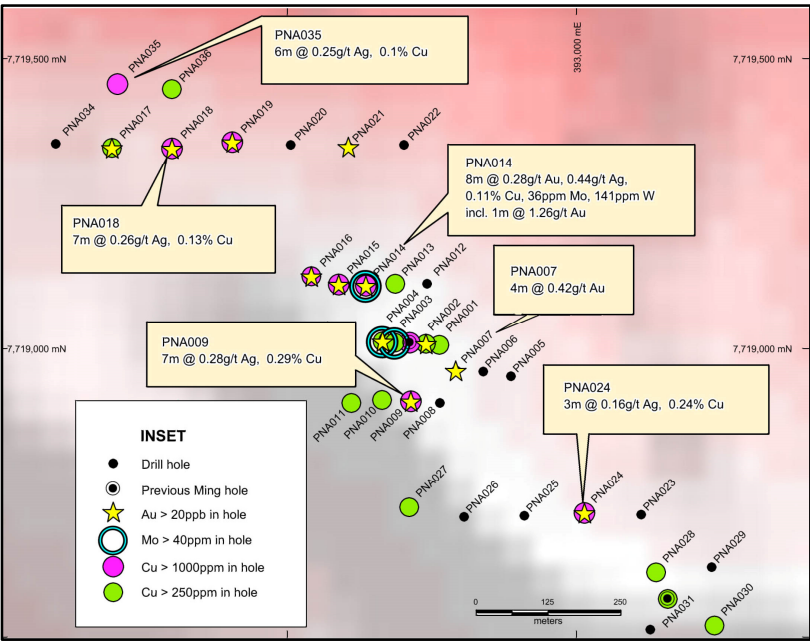 PNA035
6m @ 0.25g/t Ag,  0.1% Cu
393,000 mE
7,719,500 mN
7,719,500 mN
PNA035
PNA036
PNA034
PNA017
PNA018
PNA019
PNA020
PNA021
PNA022
PNA014
8m @ 0.28g/t Au, 0.44g/t Ag,
0.11% Cu, 36ppm Mo, 141ppm W
incl. 1m @ 1.26g/t Au
PNA018
7m @ 0.26g/t Ag,  0.13% Cu
PNA016
PNA015
PNA014
PNA013
PNA012
PNA007
4m @ 0.42g/t Au
PNA004
PNA003
PNA002
PNA001
PNA007
PNA006
PNA005
7,719,000 mN
7,719,000 mN
PNA009
7m @ 0.28g/t Ag,  0.29% Cu
PNA024
3m @ 0.16g/t Ag,  0.24% Cu
PNA011
PNA010
PNA009
PNA008
PNA027
PNA026
PNA025
PNA024
PNA023
PNA028
PNA029
PNA031
PNA030
INSET
Drill hole
Previous Ming hole
Au > 20ppb in hole
Mo > 40ppm in hole
Cu > 1000ppm in hole
Cu > 250ppm in hole
0 125 250
meters